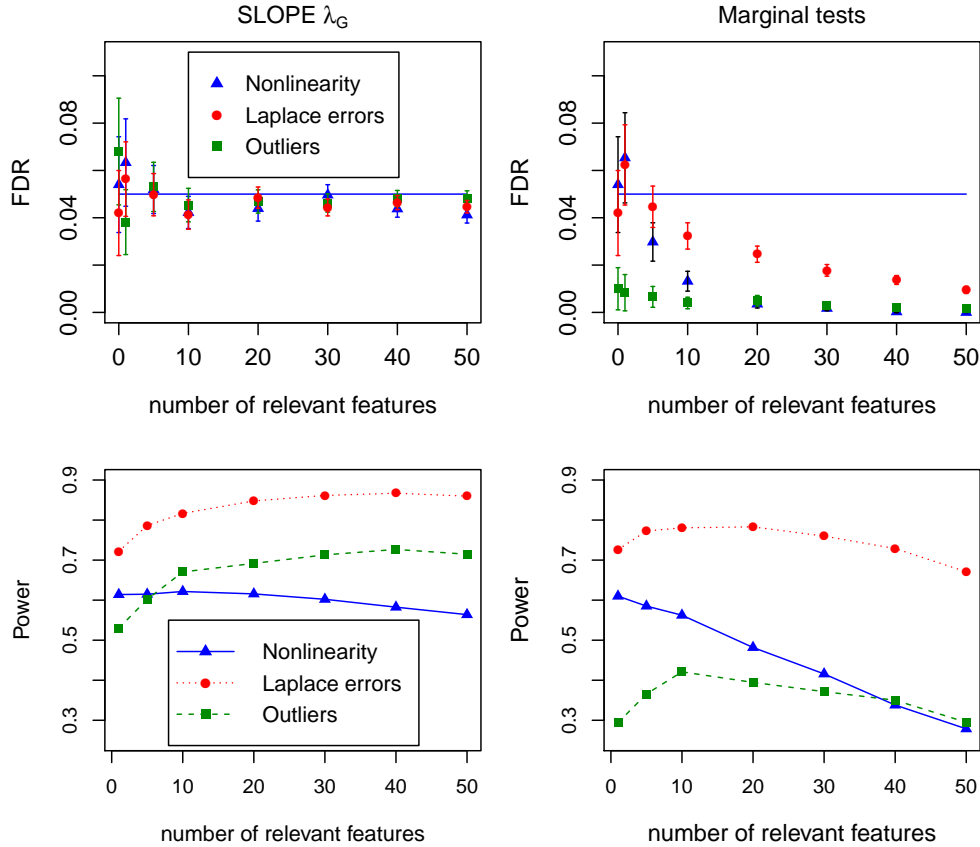 SLOPE λG
Marginal tests
FDR
0.00
0.04
0.08
Nonlinearity
Laplace errors
Outliers
0 10 20 30 40 50
number of relevant features
FDR
0.00
0.04
0.08
0 10 20 30 40 50
number of relevant features
Power
0.3
0.5
0.7
0.9
Nonlinearity
Laplace errors
Outliers
0 10 20 30 40 50
number of relevant features
Power
0.3
0.5
0.7
0.9
0 10 20 30 40 50
number of relevant features